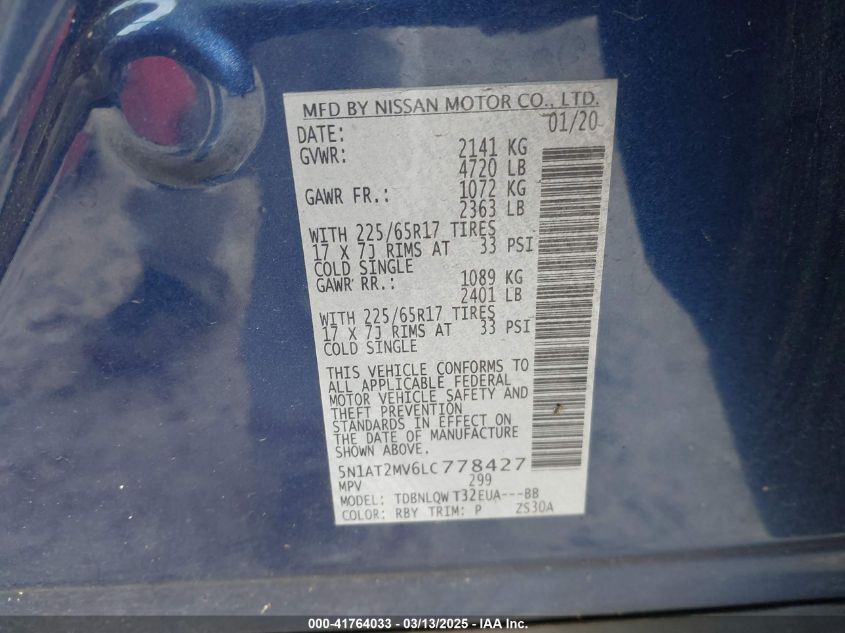 MFD BY NISSAN MOTOR CO., LTD.
DATE: 01/20
GVWR: 2141 KG
4720 LB
GAWR FR.: 1072 KG
2363 LB
WITH 225/65R17 TIRES
17 X 7J RIMS AT 33 PSI
COLD SINGLE
GAWR RR.: 1089 KG
2401 LB
WITH 225/65R17 TIRES
17 X 7J RIMS AT 33 PSI
COLD SINGLE
THIS VEHICLE CONFORMS TO
ALL APPLICABLE FEDERAL
MOTOR VEHICLE SAFETY AND
THEFT PREVENTION
STANDARDS IN EFFECT ON
THE DATE OF MANUFACTURE
SHOWN ABOVE.
5N1AT2MV6LC778427
MPV 299
MODEL: TDBNLQW T32EUA---BB
COLOR: RBY TRIM: P ZS30A
000-41764033 - 03/13/2025 - IAA Inc.